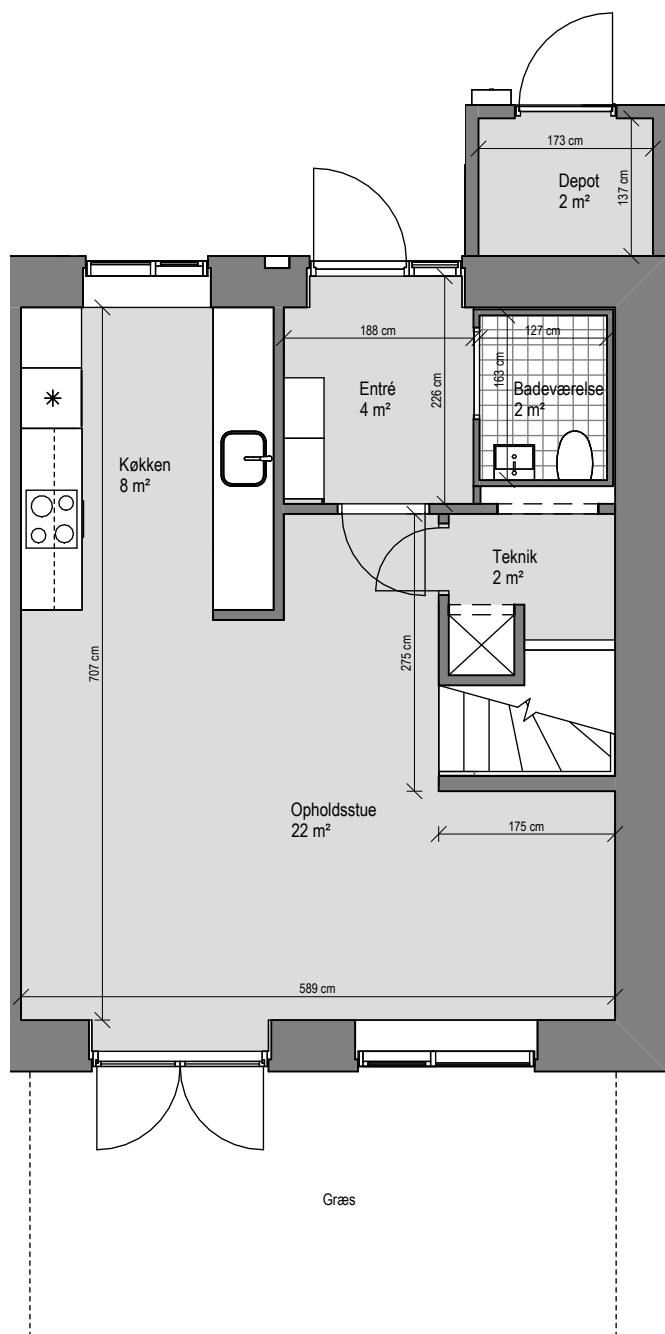 173 cm
Depot
2 m²
137 cm
188 cm
127 cm
163 cm
226 cm
Entré
4 m²
Badeværelse
2 m²
Køkken
8 m²
Teknik
2 m²
275 cm
707 cm
Opholdsstue
22 m²
175 cm
589 cm
Græs